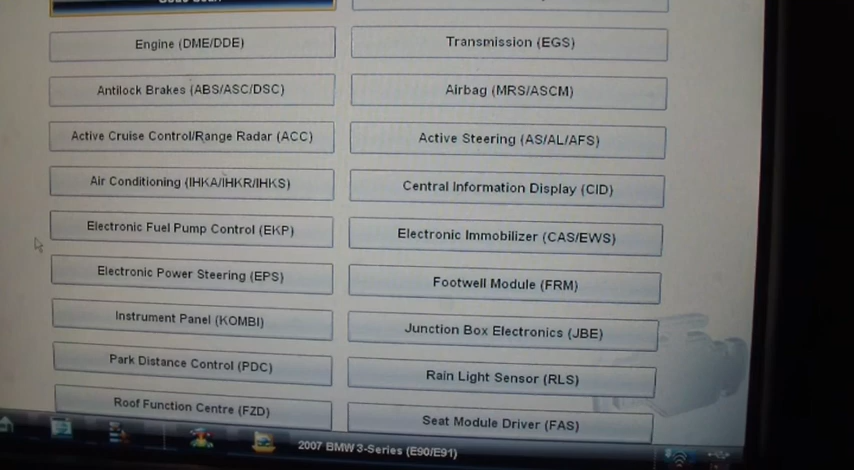 Engine (DME/DDE)
Transmission (EGS)
Antilock Brakes (ABS/ASC/DSC)
Airbag (MRS/ASCM)
Active Cruise Control/Range Radar (ACC)
Active Steering (AS/AL/AFS)
Air Conditioning (IHKA/IHKR/IHKS)
Central Information Display (CID)
Electronic Fuel Pump Control (EKP)
Electronic Immobilizer (CAS/EWS)
Electronic Power Steering (EPS)
Footwell Module (FRM)
Instrument Panel (KOMBI)
Junction Box Electronics (JBE)
Park Distance Control (PDC)
Rain Light Sensor (RLS)
Roof Function Centre (FZD)
Seat Module Driver (FAS)
2007 BMW 3-Series (E90/E91)